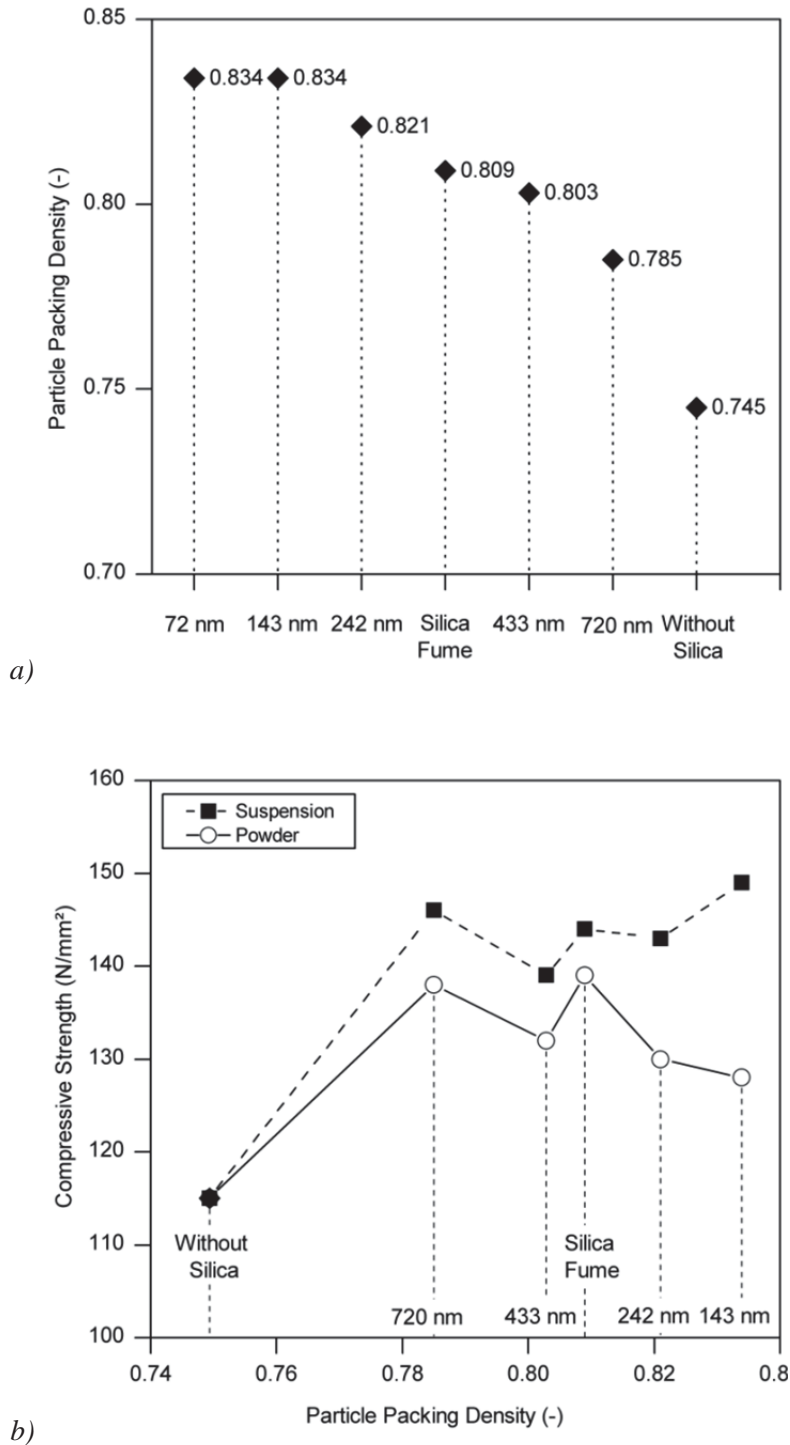 0.85
0.834
0.834
0.821
0.809
0.80
0.803
0.785
0.75
0.745
0.70
Particle Packing Density (-)
72 nm 143 nm 242 nm Silica Fume 433 nm 720 nm Without Silica
a)
160
Suspension
Powder
150
140
130
120
110
100
Compressive Strength (N/mm²)
Without
Silica
Silica
Fume
720 nm 433 nm 242 nm 143 nm
0.74 0.76 0.78 0.80 0.82 0.8
Particle Packing Density (-)
b)